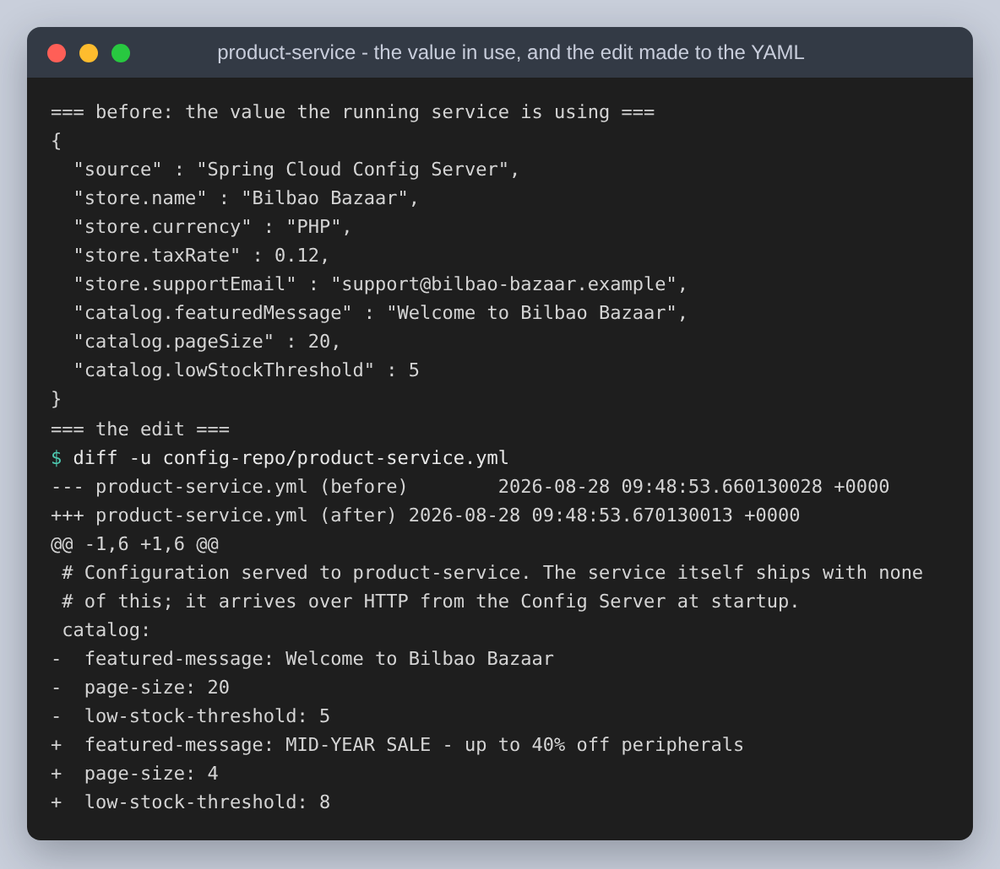 product-service - the value in use, and the edit made to the YAML
=== before: the value the running service is using ===
{
  "source" : "Spring Cloud Config Server",
  "store.name" : "Bilbao Bazaar",
  "store.currency" : "PHP",
  "store.taxRate" : 0.12,
  "store.supportEmail" : "support@bilbao-bazaar.example",
  "catalog.featuredMessage" : "Welcome to Bilbao Bazaar",
  "catalog.pageSize" : 20,
  "catalog.lowStockThreshold" : 5
}
=== the edit ===
$ diff -u config-repo/product-service.yml
--- product-service.yml (before)        2026-08-28 09:48:53.660130028 +0000
+++ product-service.yml (after) 2026-08-28 09:48:53.670130013 +0000
@@ -1,6 +1,6 @@
 # Configuration served to product-service. The service itself ships with none
 # of this; it arrives over HTTP from the Config Server at startup.
 catalog:
-  featured-message: Welcome to Bilbao Bazaar
-  page-size: 20
-  low-stock-threshold: 5
+  featured-message: MID-YEAR SALE - up to 40% off peripherals
+  page-size: 4
+  low-stock-threshold: 8